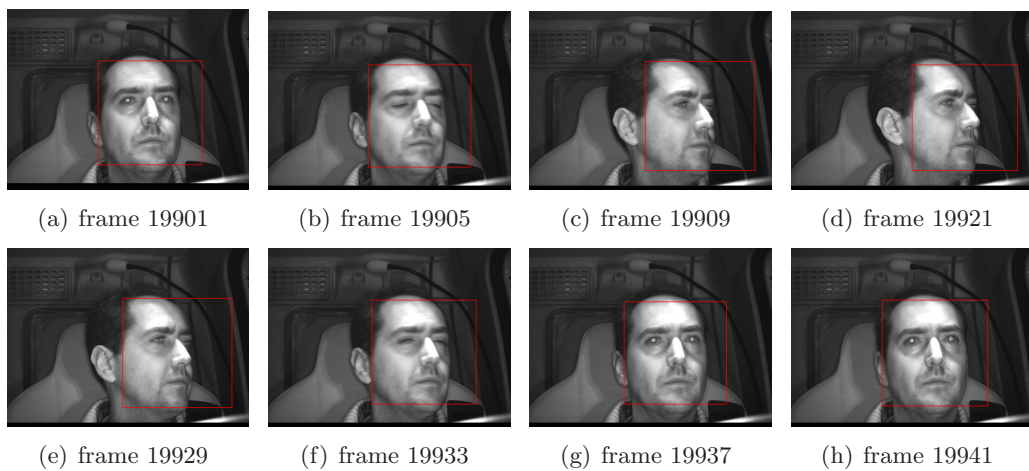 (a) frame 19901
(b) frame 19905
(c) frame 19909
(d) frame 19921
(e) frame 19929
(f) frame 19933
(g) frame 19937
(h) frame 19941